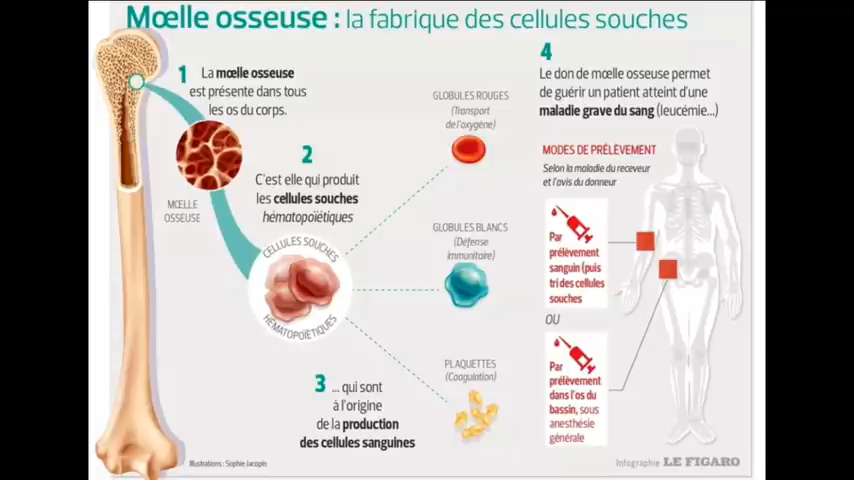 Mœlle osseuse : la fabrique des cellules souches
1
La mœlle osseuse
est présente dans tous
les os du corps.
MŒLLE
OSSEUSE
2
C'est elle qui produit
les cellules souches
hématopoïétiques
CELLULES SOUCHES
HÉMATOPOÏÉTIQUES
3 ... qui sont
à l'origine
de la production
des cellules sanguines
GLOBULES ROUGES
(Transport
de l'oxygène)
GLOBULES BLANCS
(Défense
immunitaire)
PLAQUETTES
(Coagulation)
4
Le don de mœlle osseuse permet
de guérir un patient atteint d'une
maladie grave du sang (leucémie...)
MODES DE PRÉLÈVEMENT
Selon la maladie du receveur
et l'avis du donneur
Par
prélèvement
sanguin (puis
tri des cellules
souches
OU
Par
prélèvement
dans l'os du
bassin, sous
anesthésie
générale
Illustrations : Sophie Jacopin
Infographie LE FIGARO